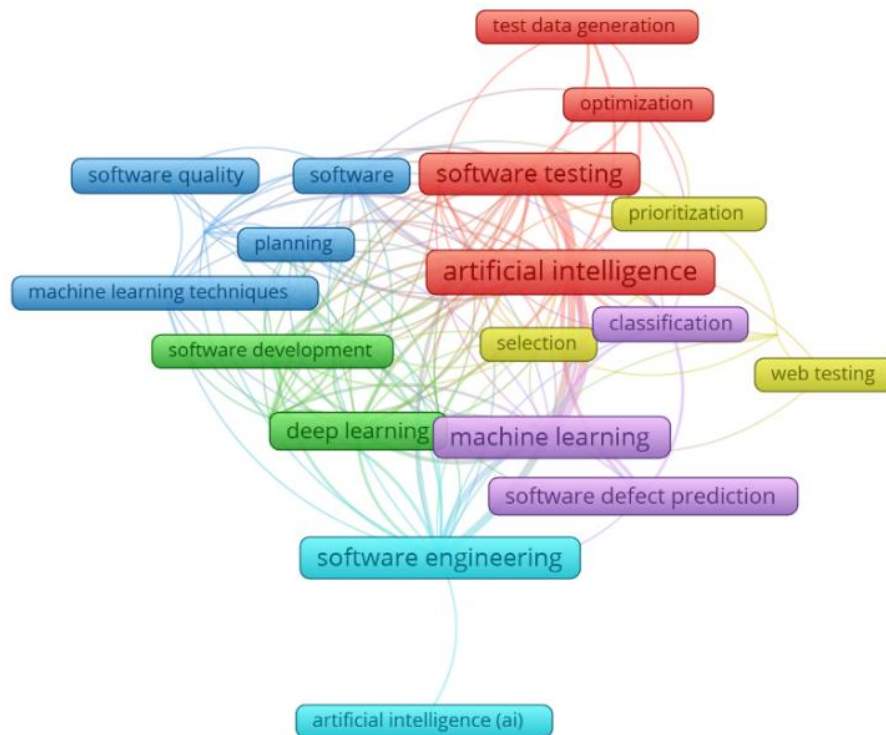 test data generation
optimization
software quality
software
software testing
prioritization
planning
artificial intelligence
machine learning techniques
classification
software development
selection
web testing
deep learning
machine learning
software defect prediction
software engineering
artificial intelligence (ai)